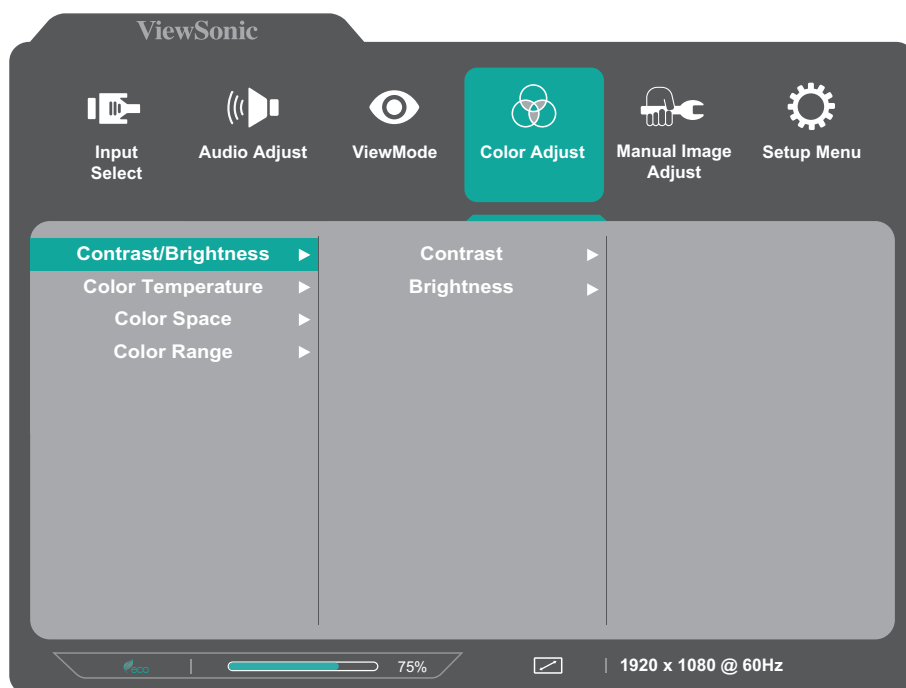 ViewSonic
Input
Select
Audio Adjust
ViewMode
Color Adjust
Manual Image
Adjust
Setup Menu
Contrast/Brightness
Color Temperature
Color Space
Color Range
Contrast
Brightness
eco
75%
1920 x 1080 @ 60Hz